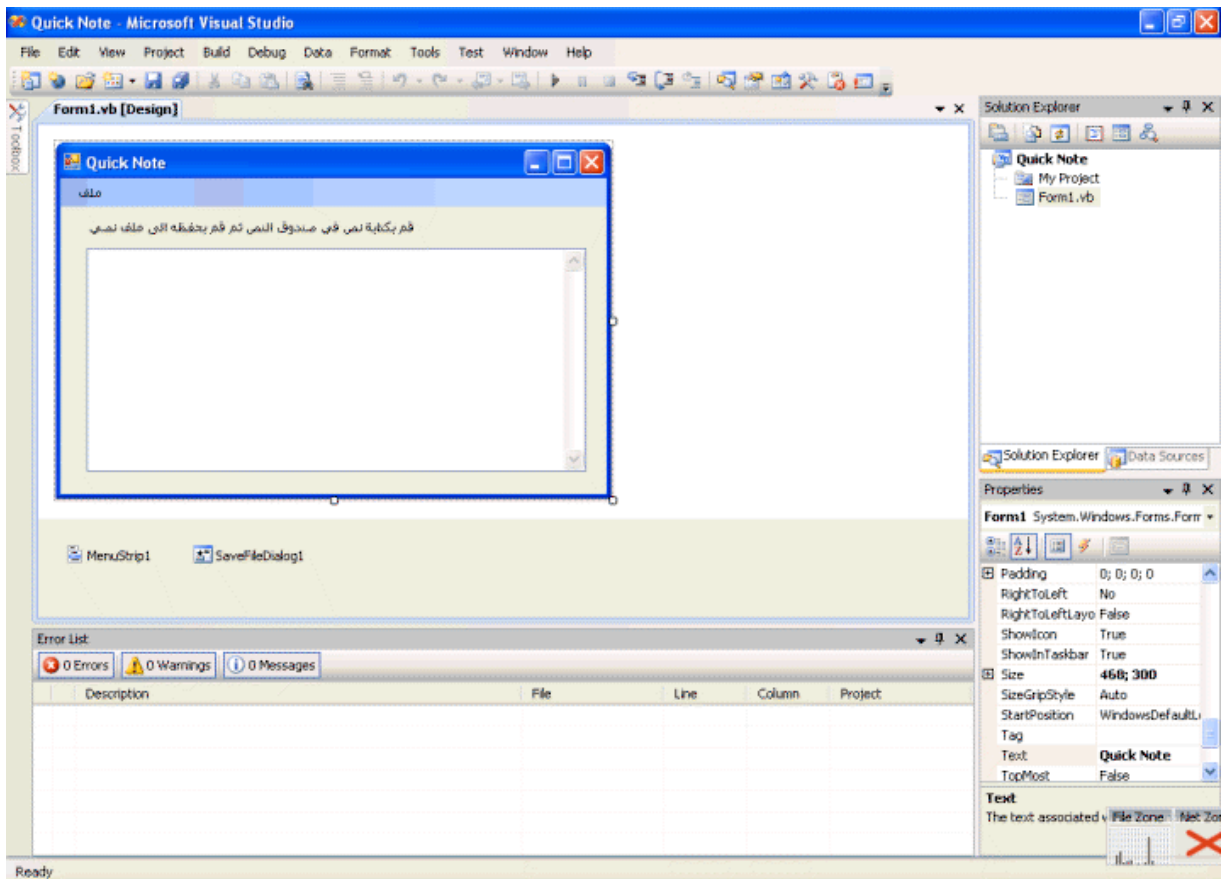 Quick Note - Microsoft Visual Studio
File Edit View Project Build Debug Data Format Tools Test Window Help
Toolbox
Form1.vb [Design]
Quick Note
ملف
قم بكتابة نص في صندوق النص ثم قم بحفظه الى ملف نصي
MenuStrip1 SaveFileDialog1
Error List
0 Errors 0 Warnings 0 Messages
Description File Line Column Project
Solution Explorer
Quick Note
My Project
Form1.vb
Solution Explorer Data Sources
Properties
Form1 System.Windows.Forms.Form
Padding 0; 0; 0; 0
RightToLeft No
RightToLeftLayo False
ShowIcon True
ShowInTaskbar True
Size 468; 300
SizeGripStyle Auto
StartPosition WindowsDefaultL
Tag
Text Quick Note
TopMost False
Text
The text associated
File Zone Net Zo
Ready